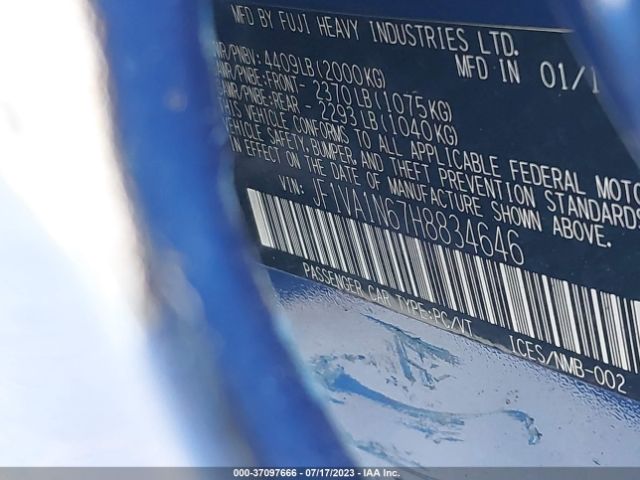 MFD BY FUJI HEAVY INDUSTRIES LTD.
MFD IN 01/1
WR/PNBV: 4409LB(2000KG)
AWR/PNBE:FRONT- 2370LB(1075KG)
WR/PNBE:REAR - 2293LB(1040KG)
THIS VEHICLE CONFORMS TO ALL APPLICABLE FEDERAL MOTO
VEHICLE SAFETY, BUMPER, AND THEFT PREVENTION STANDARDS
IN EFFECT ON THE DATE OF MANUFACTURE SHOWN ABOVE.
VIN: JF1VA1N67H8834646
PASSENGER CAR TYPE:PC/VT
ICES/NMB-002
000-37097666 - 07/17/2023 - IAA Inc.